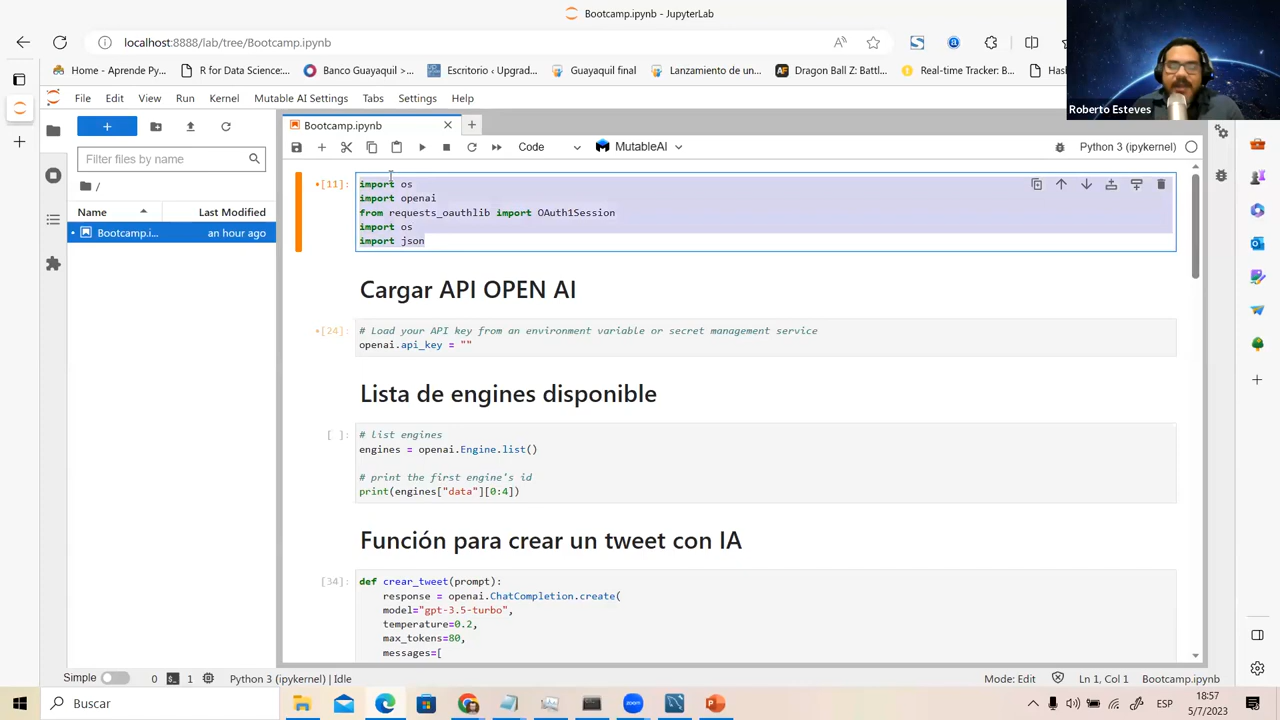 Bootcamp.ipynb - JupyterLab
localhost:8888/lab/tree/Bootcamp.ipynb
Home - Aprende Py...
R for Data Science:...
Banco Guayaquil >...
Escritorio, Upgrad...
Guayaquil final
Lanzamiento de un...
Dragon Ball Z: Battl...
Real-time Tracker: B...
Roberto Esteves
File Edit View Run Kernel Mutable AI Settings Tabs Settings Help
Bootcamp.ipynb
Filter files by name
Code
MutableAI
Python 3 (ipykernel)
/
Name
Last Modified
Bootcamp.i...
an hour ago
[11]:
import os
import openai
from requests_oauthlib import OAuth1Session
import os
import json
Cargar API OPEN AI
[24]:
# Load your API key from an environment variable or secret management service
openai.api_key = ""
Lista de engines disponible
[ ]:
# list engines
engines = openai.Engine.list()
# print the first engine's id
print(engines["data"][0:4])
Función para crear un tweet con IA
[34]:
def crear_tweet(prompt):
response = openai.ChatCompletion.create(
model="gpt-3.5-turbo",
temperature=0.2,
max_tokens=80,
messages=[
Simple
0
1
Python 3 (ipykernel) | Idle
Mode: Edit
Ln 1, Col 1
Bootcamp.ipynb
Buscar
ESP
18:57
5/7/2023